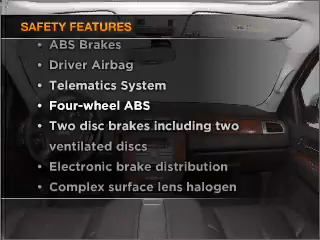 SAFETY FEATURES
• ABS Brakes
• Driver Airbag
• Telematics System
• Four-wheel ABS
• Two disc brakes including two
ventilated discs
• Electronic brake distribution
• Complex surface lens halogen